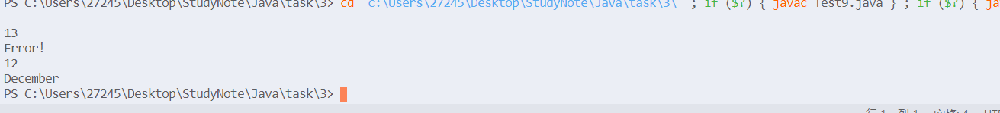 PS C:\Users\27245\Desktop\StudyNote\Java\task\3> cd "c:\Users\27245\Desktop\StudyNote\Java\task\3\" ; if ($?) { javac Test9.java } ; if ($?) { ja
13
Error!
12
December
PS C:\Users\27245\Desktop\StudyNote\Java\task\3>
行 1, 列 1 空格: 4